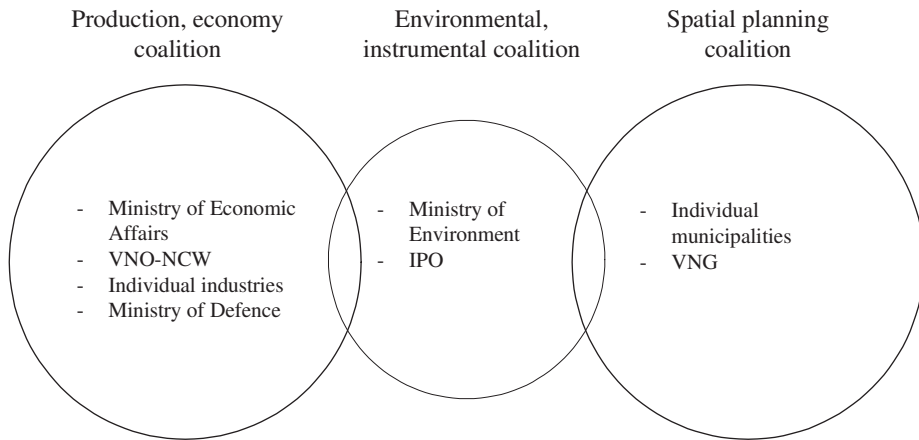 Production, economy
coalition
Environmental,
instrumental coalition
Spatial planning
coalition
- Ministry of Economic
Affairs
- VNO-NCW
- Individual industries
- Ministry of Defence
- Ministry of
Environment
- IPO
- Individual
municipalities
- VNG